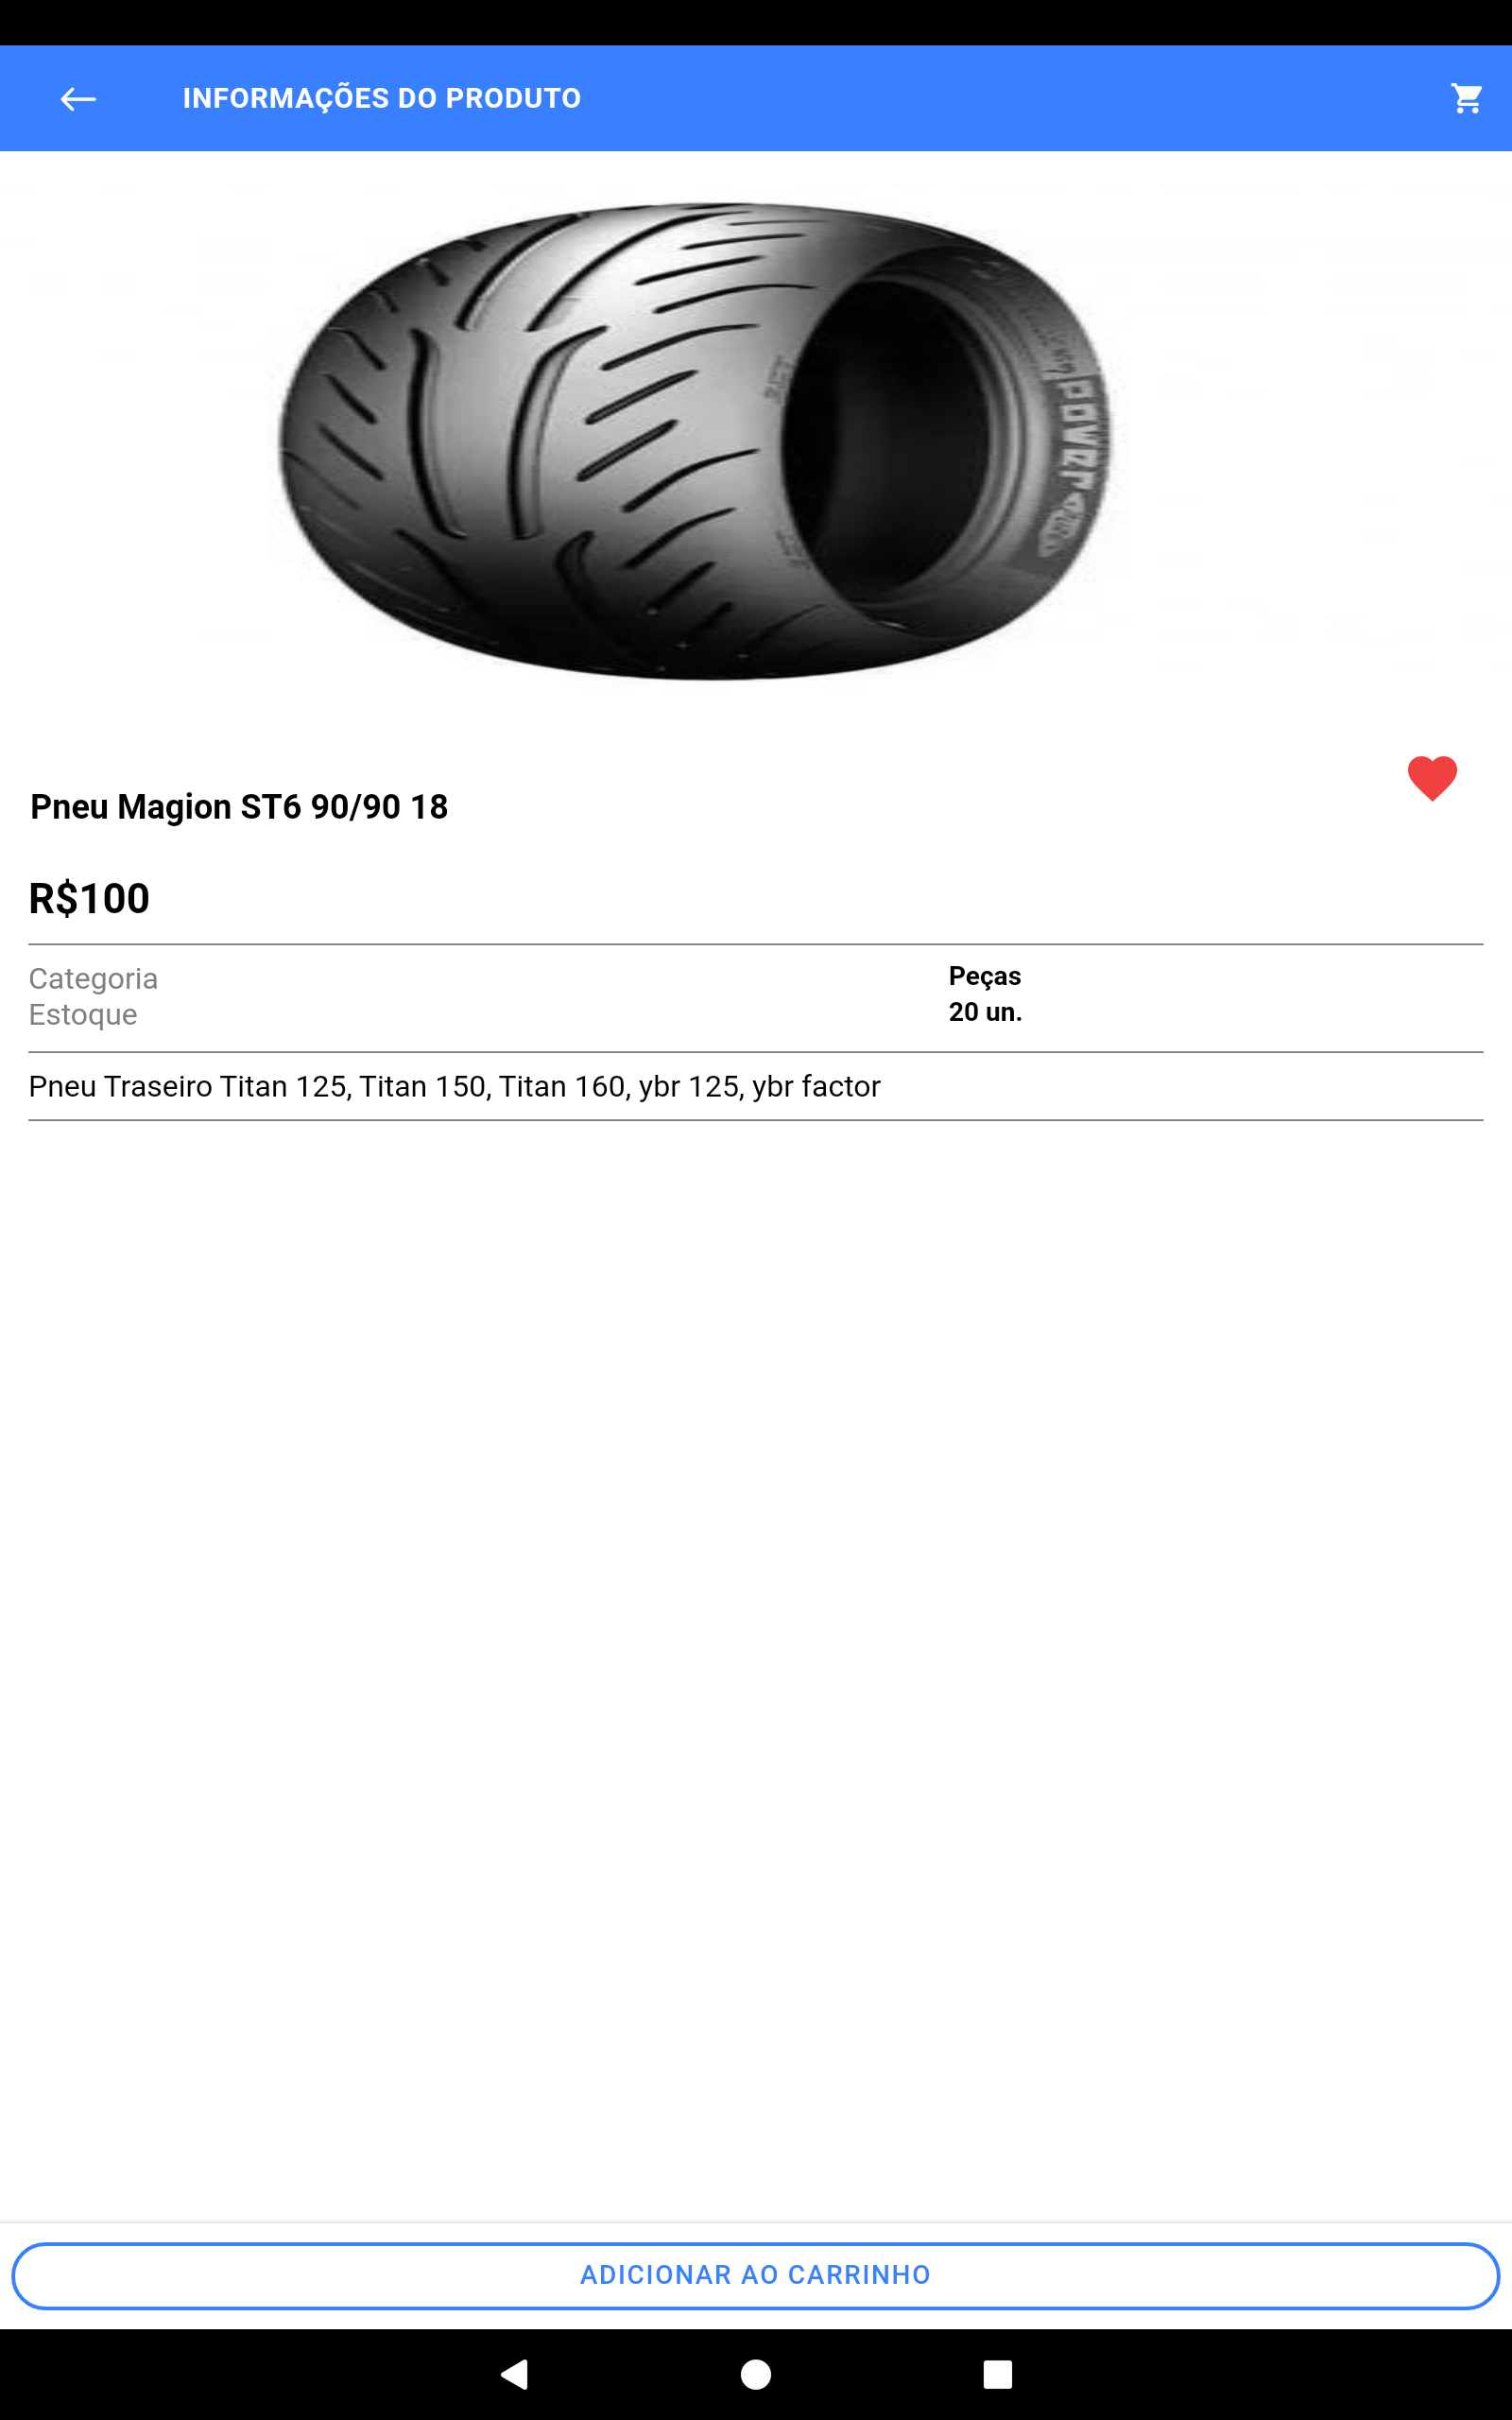 INFORMAÇÕES DO PRODUTO
power
Pneu Magion ST6 90/90 18
R$100
Categoria
Peças
Estoque
20 un.
Pneu Traseiro Titan 125, Titan 150, Titan 160, ybr 125, ybr factor
ADICIONAR AO CARRINHO